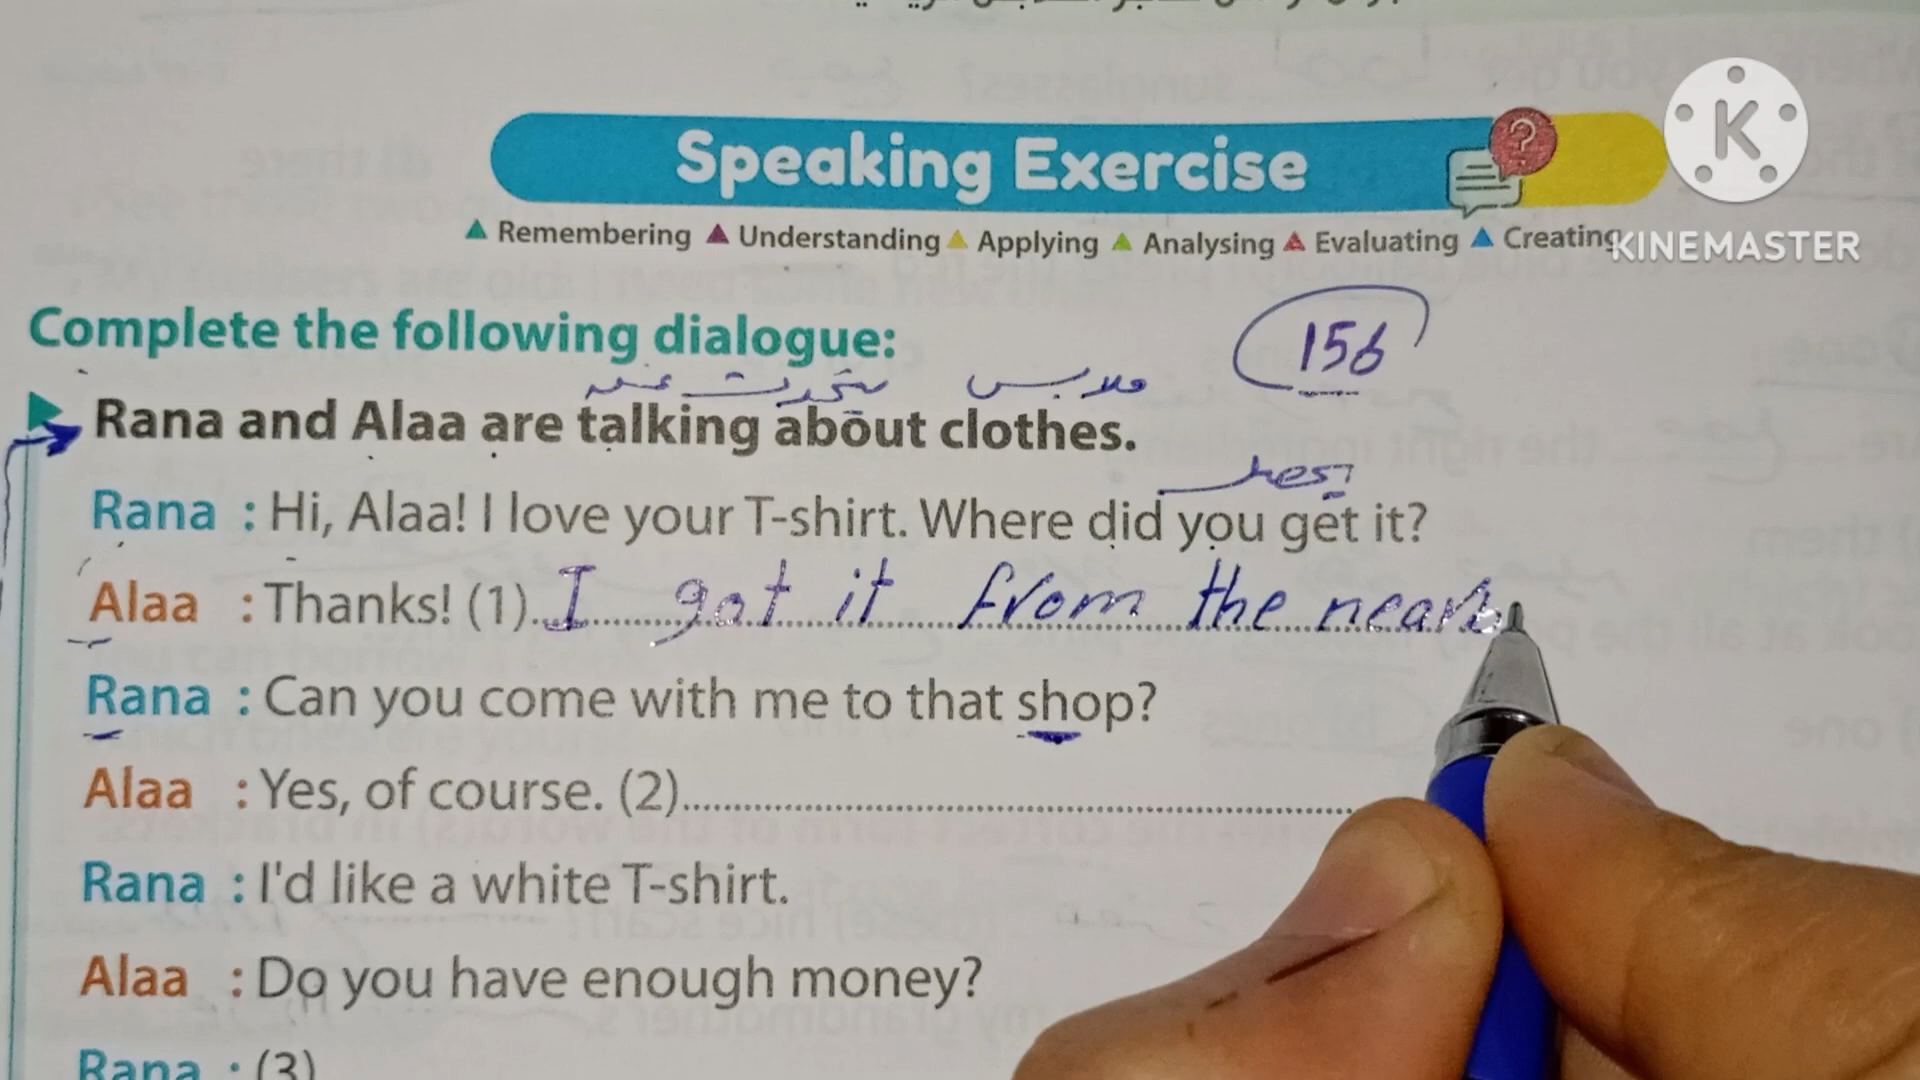 Speaking Exercise
?
K
KINEMASTER
▲ Remembering ▲ Understanding ▲ Applying ▲ Analysing ▲ Evaluating ▲ Creating
Complete the following dialogue:
156
ملابس
Rana and Alaa are talking about clothes.
Rana : Hi, Alaa! I love your T-shirt. Where did you get it?
Alaa : Thanks! (1) I got it from the nearb
Rana : Can you come with me to that shop?
Alaa : Yes, of course. (2)
Rana : I'd like a white T-shirt.
Alaa : Do you have enough money?
Rana : (3)